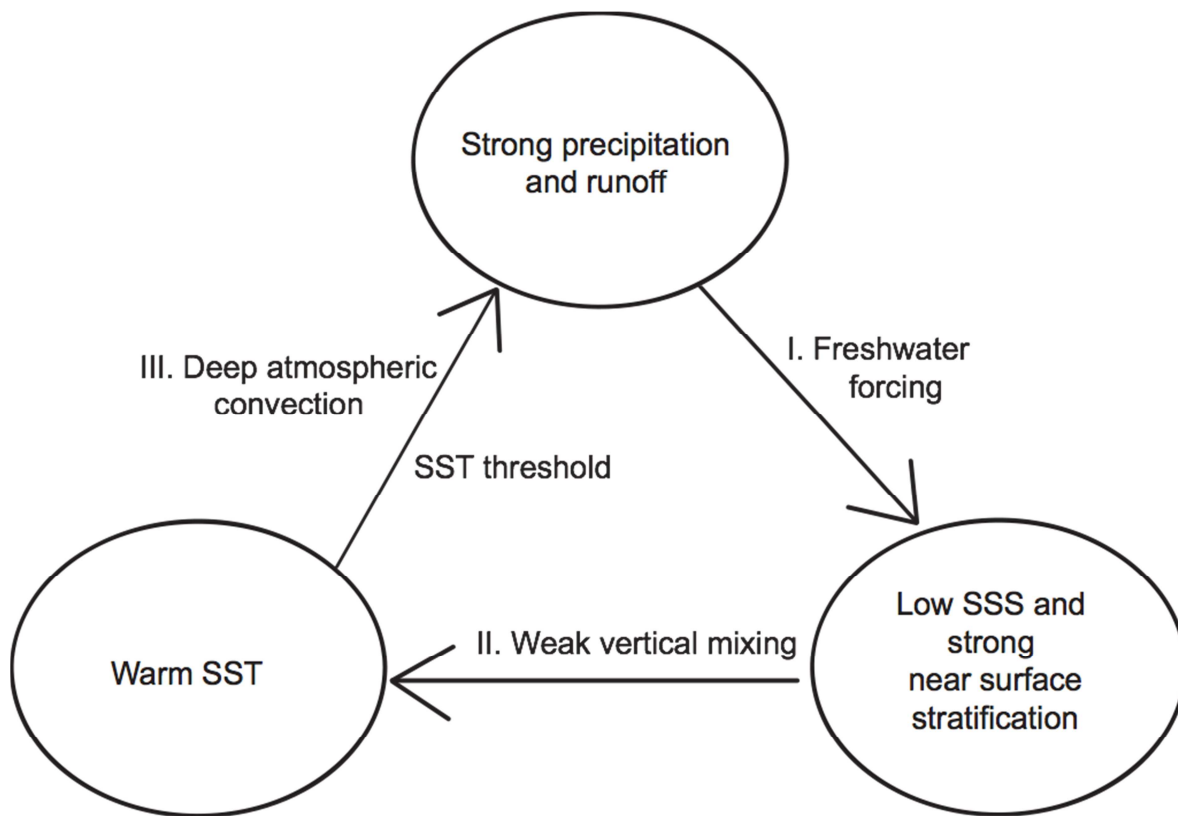 Strong precipitation
and runoff
III. Deep atmospheric
convection
I. Freshwater
forcing
SST threshold
Warm SST
II. Weak vertical mixing
Low SSS and
strong
near surface
stratification